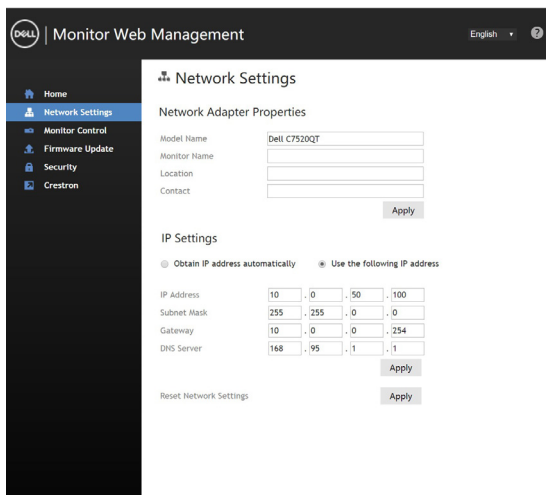 DELL | Monitor Web Management
English ?
Home
Network Settings
Monitor Control
Firmware Update
Security
Crestron
Network Settings
Network Adapter Properties
Model Name Dell C7520QT
Monitor Name
Location
Contact
Apply
IP Settings
Obtain IP address automatically Use the following IP address
IP Address 10 . 0 . 50 . 100
Subnet Mask 255 . 255 . 0 . 0
Gateway 10 . 0 . 0 . 254
DNS Server 168 . 95 . 1 . 1
Apply
Reset Network Settings Apply